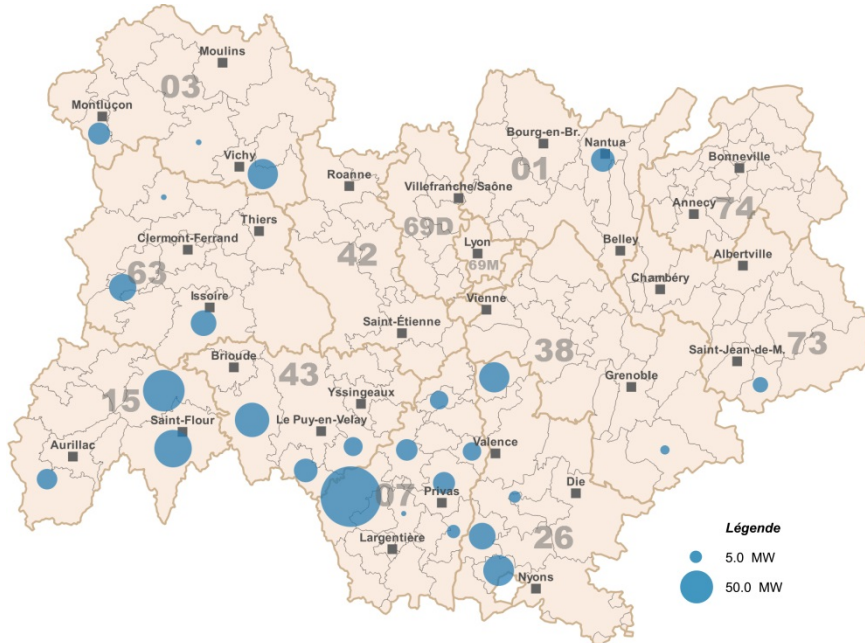 Moulins
03
Montluçon
Vichy
Bourg-en-Br.
Nantua
01
Bonneville
Roanne
Villefranche/Saône
Annecy
74
Thiers
69D
Clermont-Ferrand
42
Lyon
69M
Belley
Albertville
63
Chambéry
Issoire
Vienne
Saint-Étienne
38
73
Saint-Jean-de-M.
Brioude
43
Grenoble
15
Yssingeaux
Saint-Flour
Le Puy-en-Velay
Aurillac
Valence
Die
07
Privas
Légende
26
Largentière
5.0 MW
Nyons
50.0 MW